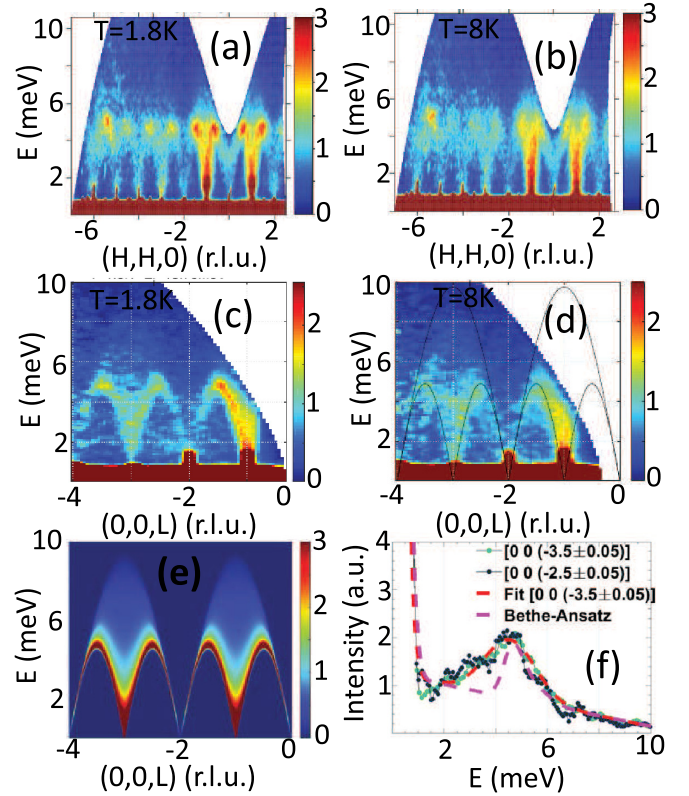 T=1.8K (a)
10
6
2
E (meV)
3
2
1
0
-6 -2 2
(H,H,0) (r.l.u.)
T=8K (b)
10
6
2
E (meV)
3
2
1
0
-6 -2 2
(H,H,0) (r.l.u.)
T=1.8K (c)
10
6
2
E (meV)
2
1
0
-4 -2 0
(0,0,L) (r.l.u.)
T=8K (d)
10
6
2
E (meV)
2
1
0
-4 -2 0
(0,0,L) (r.l.u.)
(e)
10
6
2
E (meV)
3
2
1
0
-4 -2 0
(0,0,L) (r.l.u.)
4
3
2
1
Intensity (a.u.)
[0 0 (-3.5±0.05)]
[0 0 (-2.5±0.05)]
Fit [0 0 (-3.5±0.05)]
Bethe-Ansatz
(f)
2 6 10
E (meV)